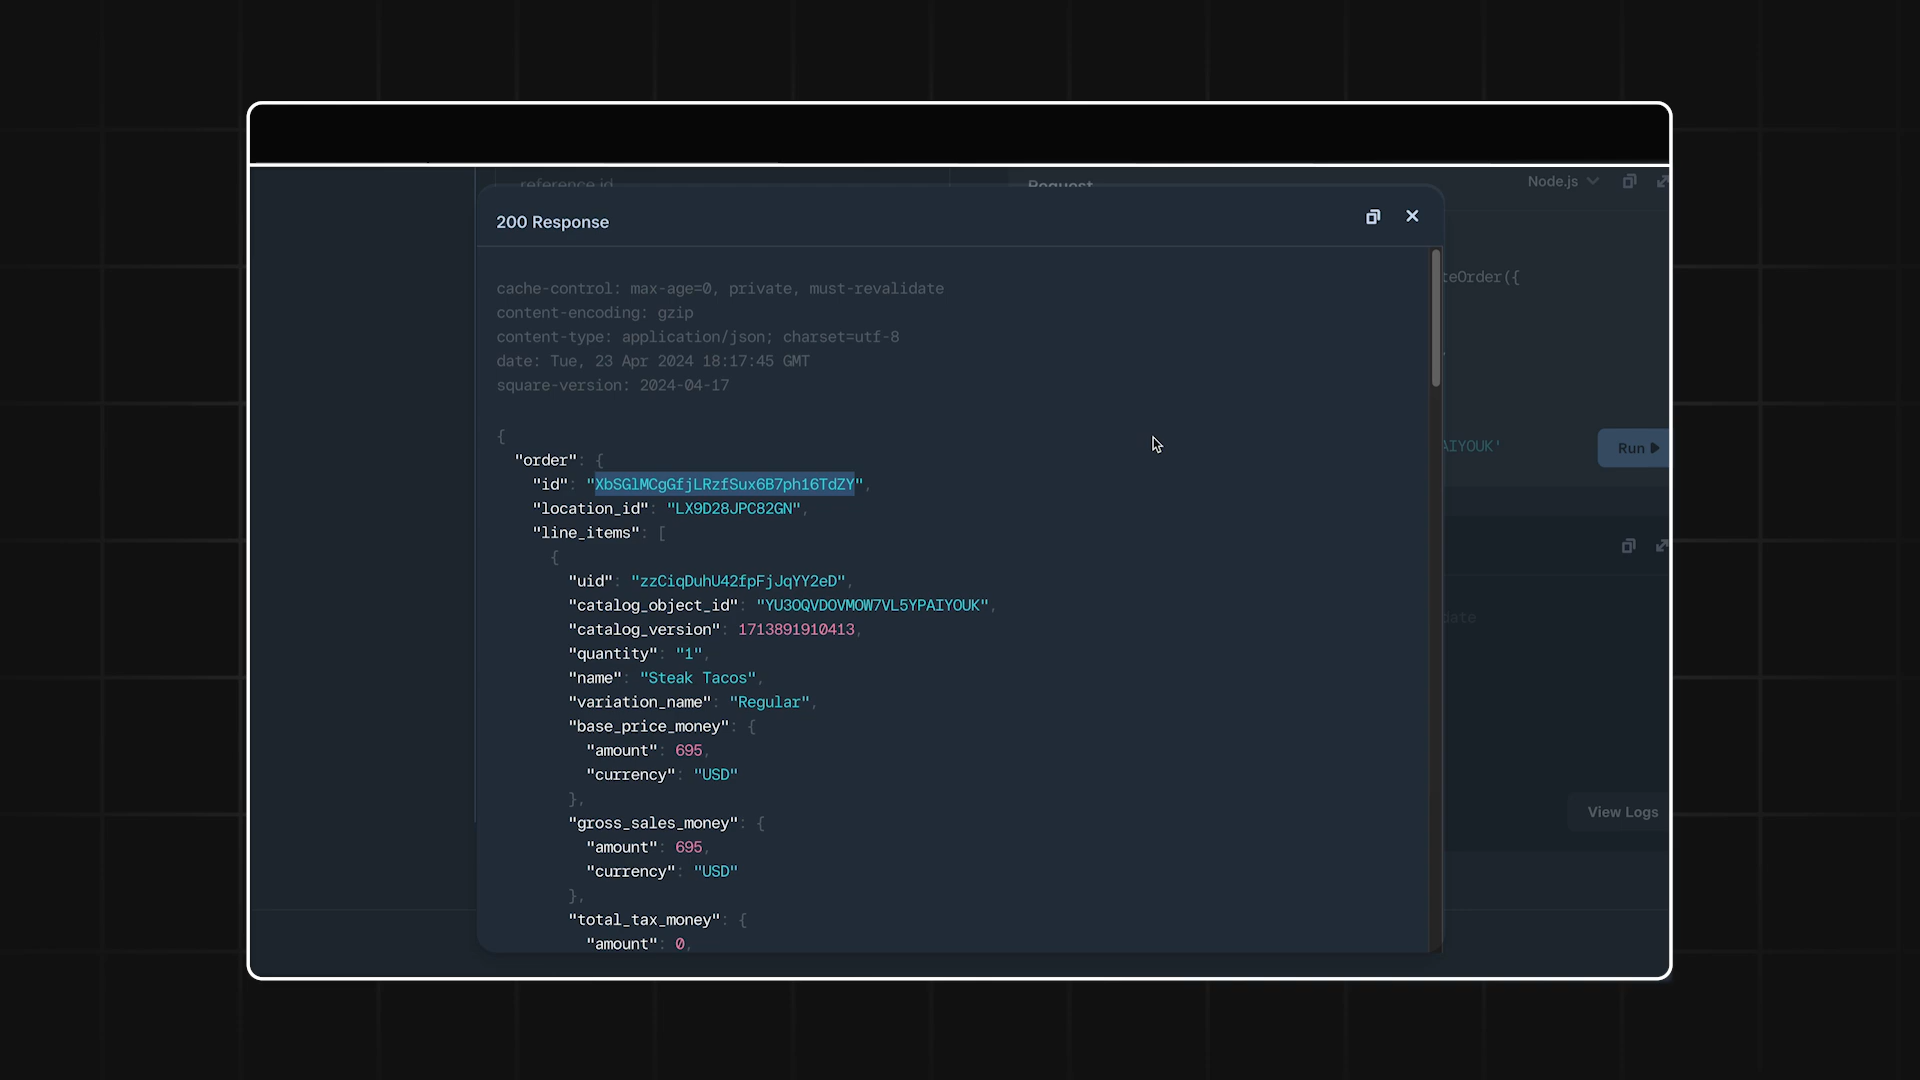 reference_id
Request
Node.js
200 Response
cache-control: max-age=0, private, must-revalidate
content-encoding: gzip
content-type: application/json; charset=utf-8
date: Tue, 23 Apr 2024 18:17:45 GMT
square-version: 2024-04-17
{
"order": {
"id": "XbSGlMCgGfjLRzfSux6B7ph16TdZY",
"location_id": "LX9D28JPC82GN",
"line_items": [
{
"uid": "zzCiqDuhU42fpFjJqYY2eD",
"catalog_object_id": "YU3OQVDOVMOW7VL5YPAIYOUK",
"catalog_version": 1713891910413,
"quantity": "1",
"name": "Steak Tacos",
"variation_name": "Regular",
"base_price_money": {
"amount": 695,
"currency": "USD"
},
"gross_sales_money": {
"amount": 695,
"currency": "USD"
},
"total_tax_money": {
"amount": 0,
teOrder({
AIYOUK'
Run
date
View Logs